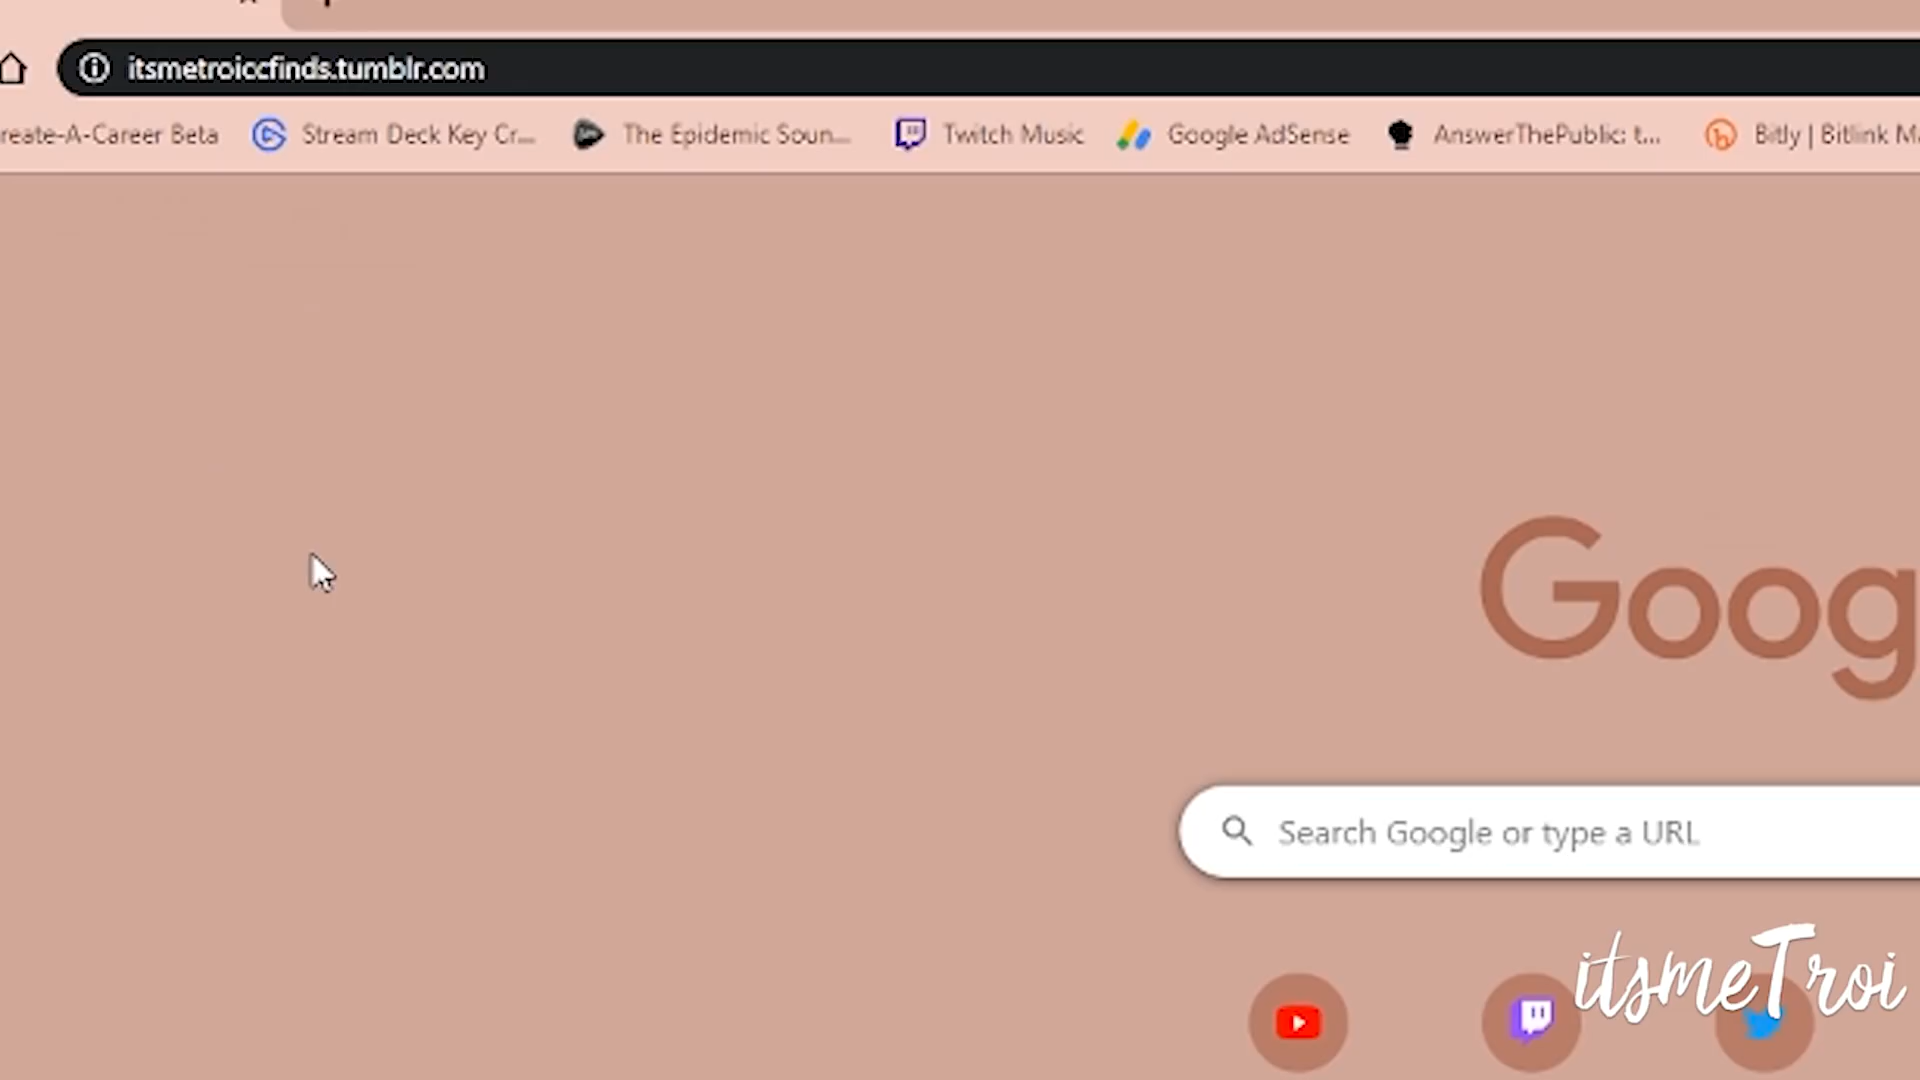 itsmetroiccfinds.tumblr.com
reate-A-Career Beta Stream Deck Key Cr... The Epidemic Soun... Twitch Music Google AdSense AnswerThePublic: t... Bitly | Bitlink Ma
Goog
Search Google or type a URL
itsmeTroi